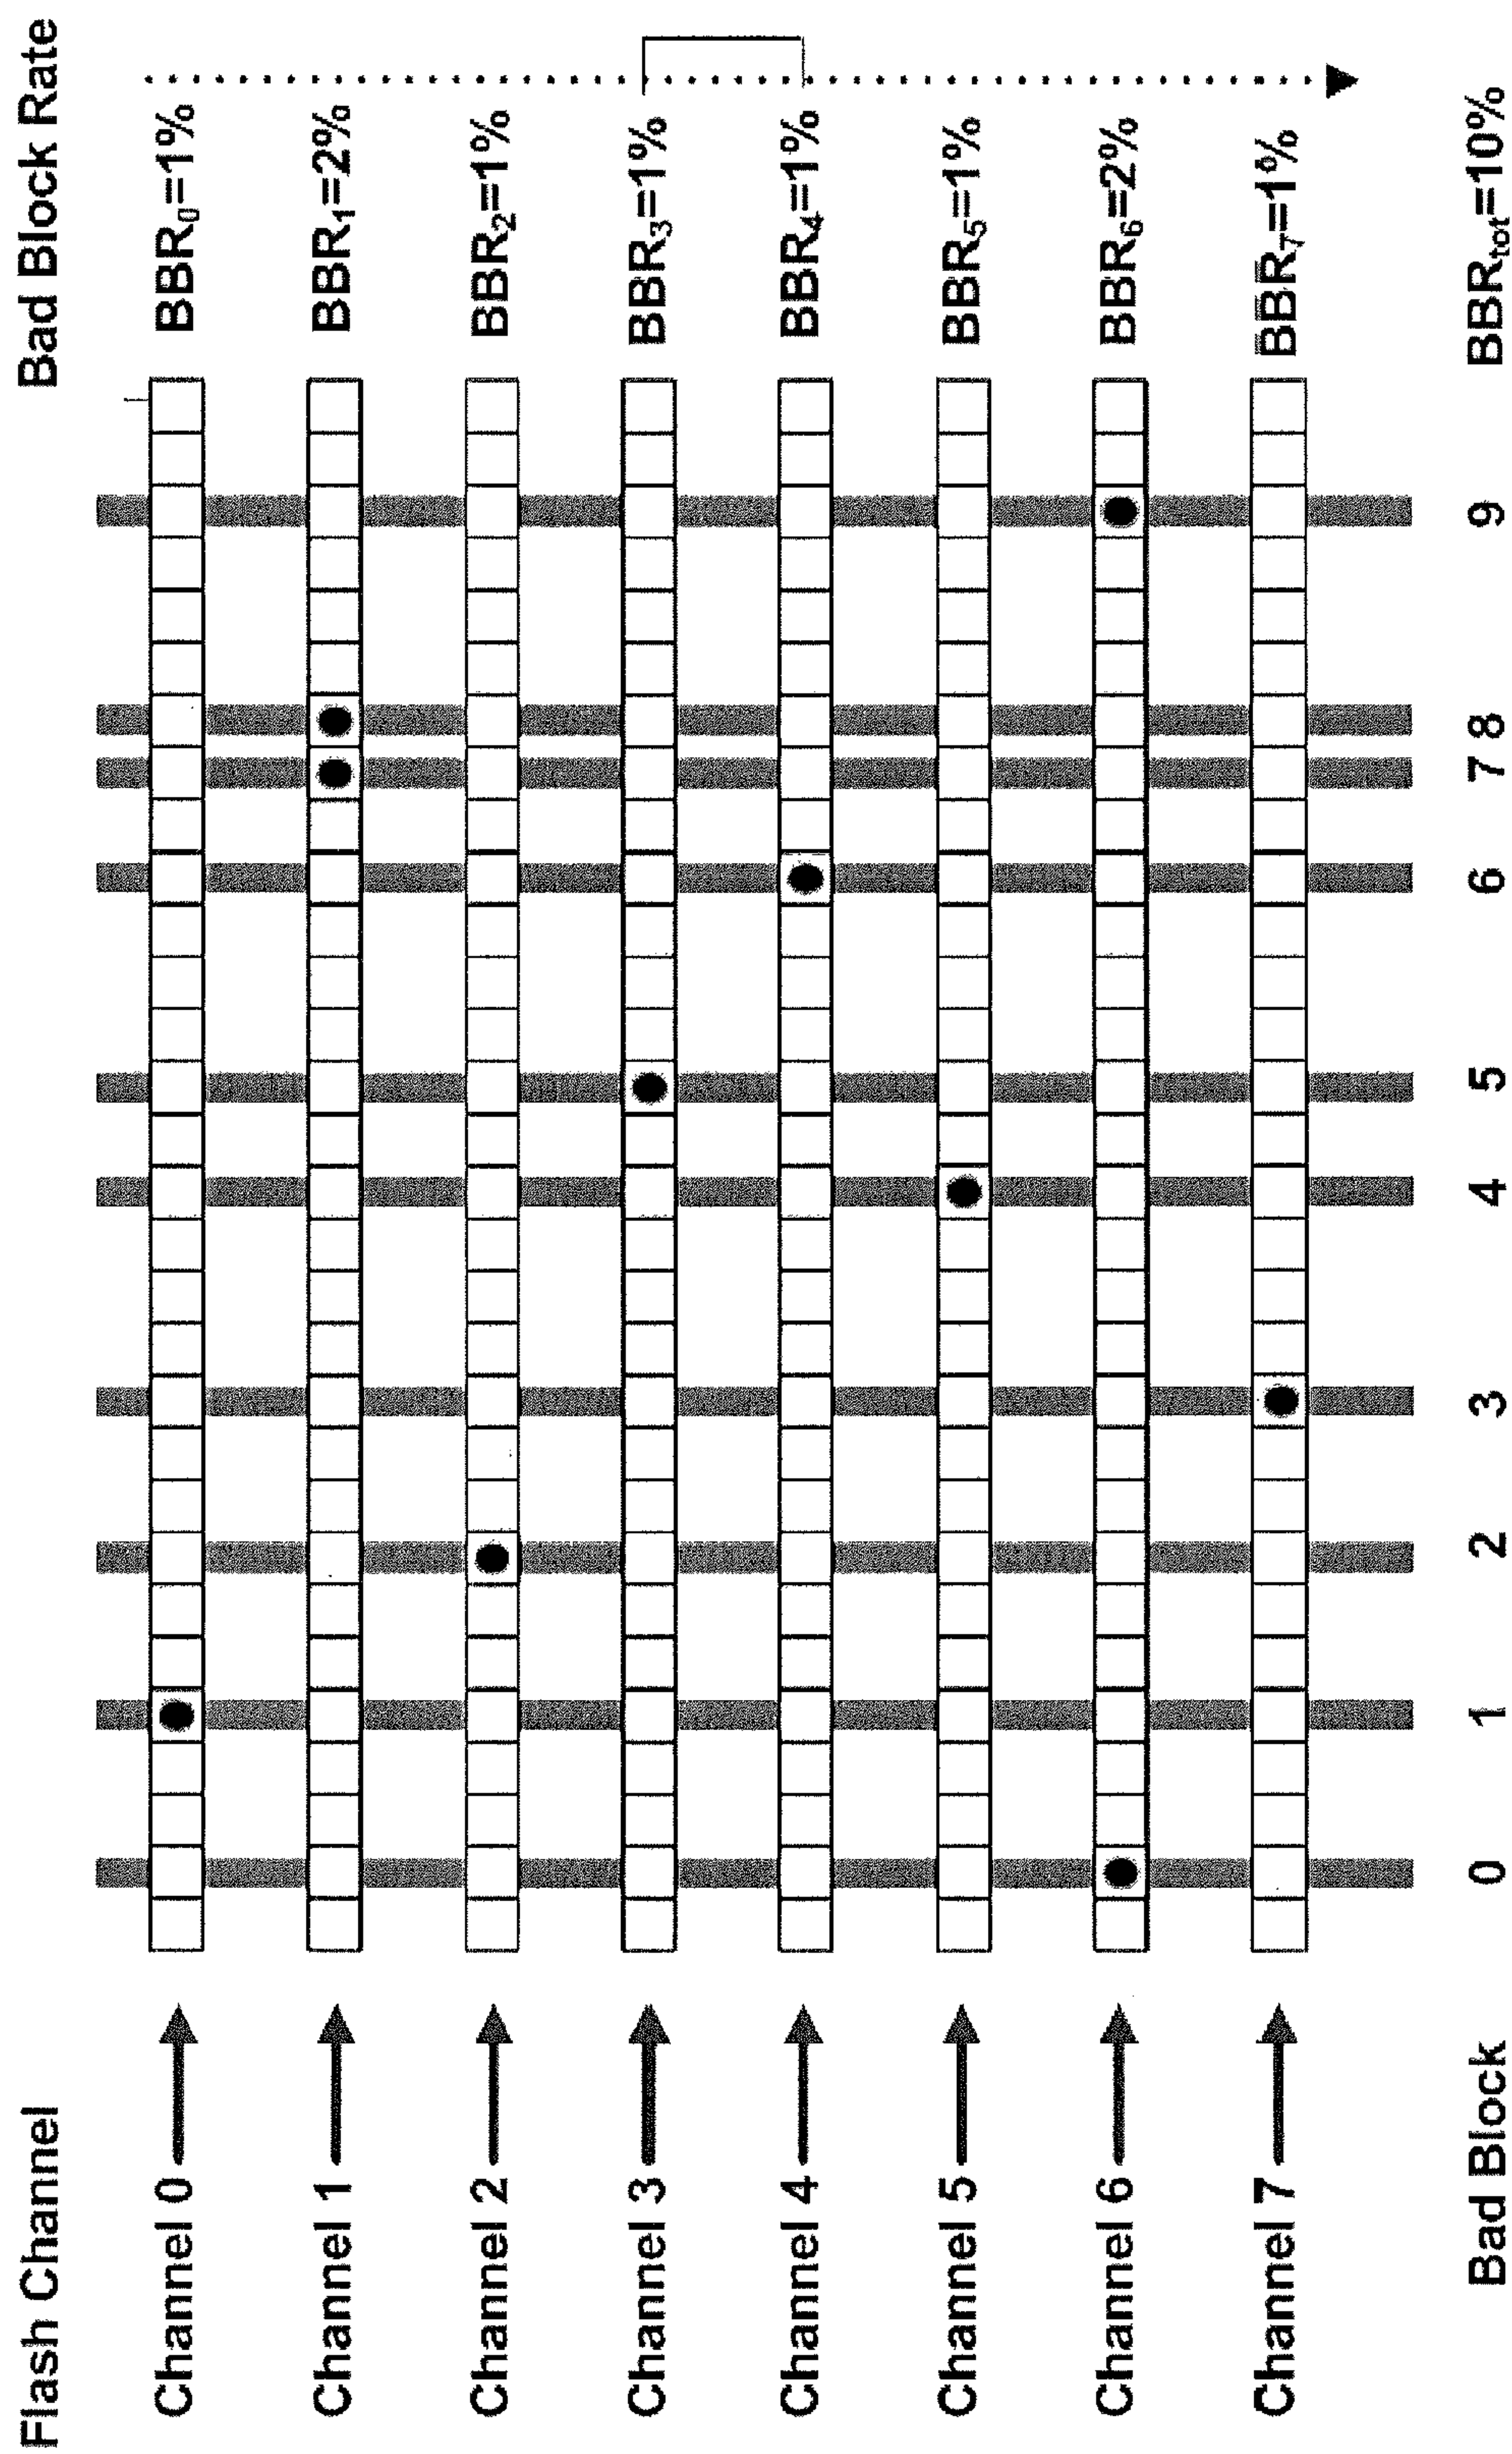 Flash Channel Bad Block Rate
Channel 0 BBR0=1%
Channel 1 BBR1=2%
Channel 2 BBR2=1%
Channel 3 BBR3=1%
Channel 4 BBR4=1%
Channel 5 BBR5=1%
Channel 6 BBR6=2%
Channel 7 BBR7=1%
Bad Block 0 1 2 3 4 5 6 7 8 9 BBRtot=10%